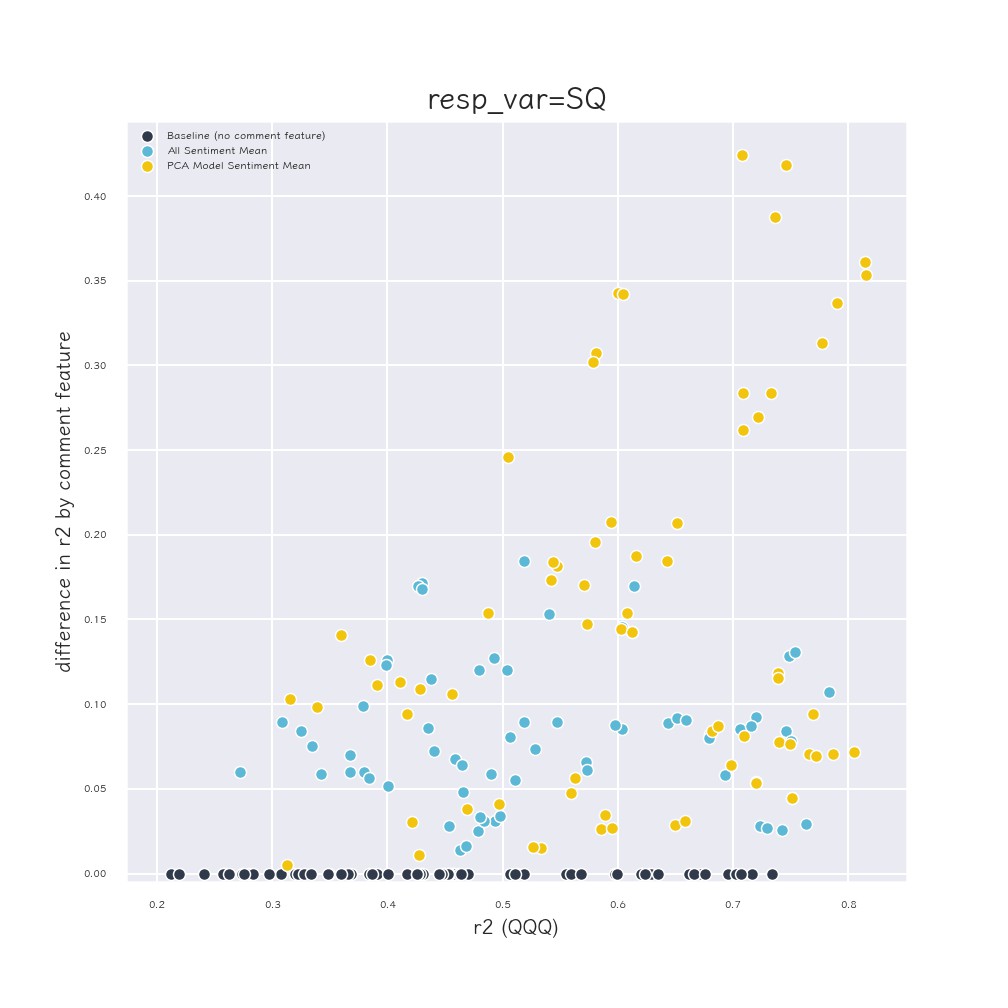 resp_var=SQ
Baseline (no comment feature)
All Sentiment Mean
PCA Model Sentiment Mean
difference in r2 by comment feature
0.40
0.35
0.30
0.25
0.20
0.15
0.10
0.05
0.00
0.2 0.3 0.4 0.5 0.6 0.7 0.8
r2 (QQQ)